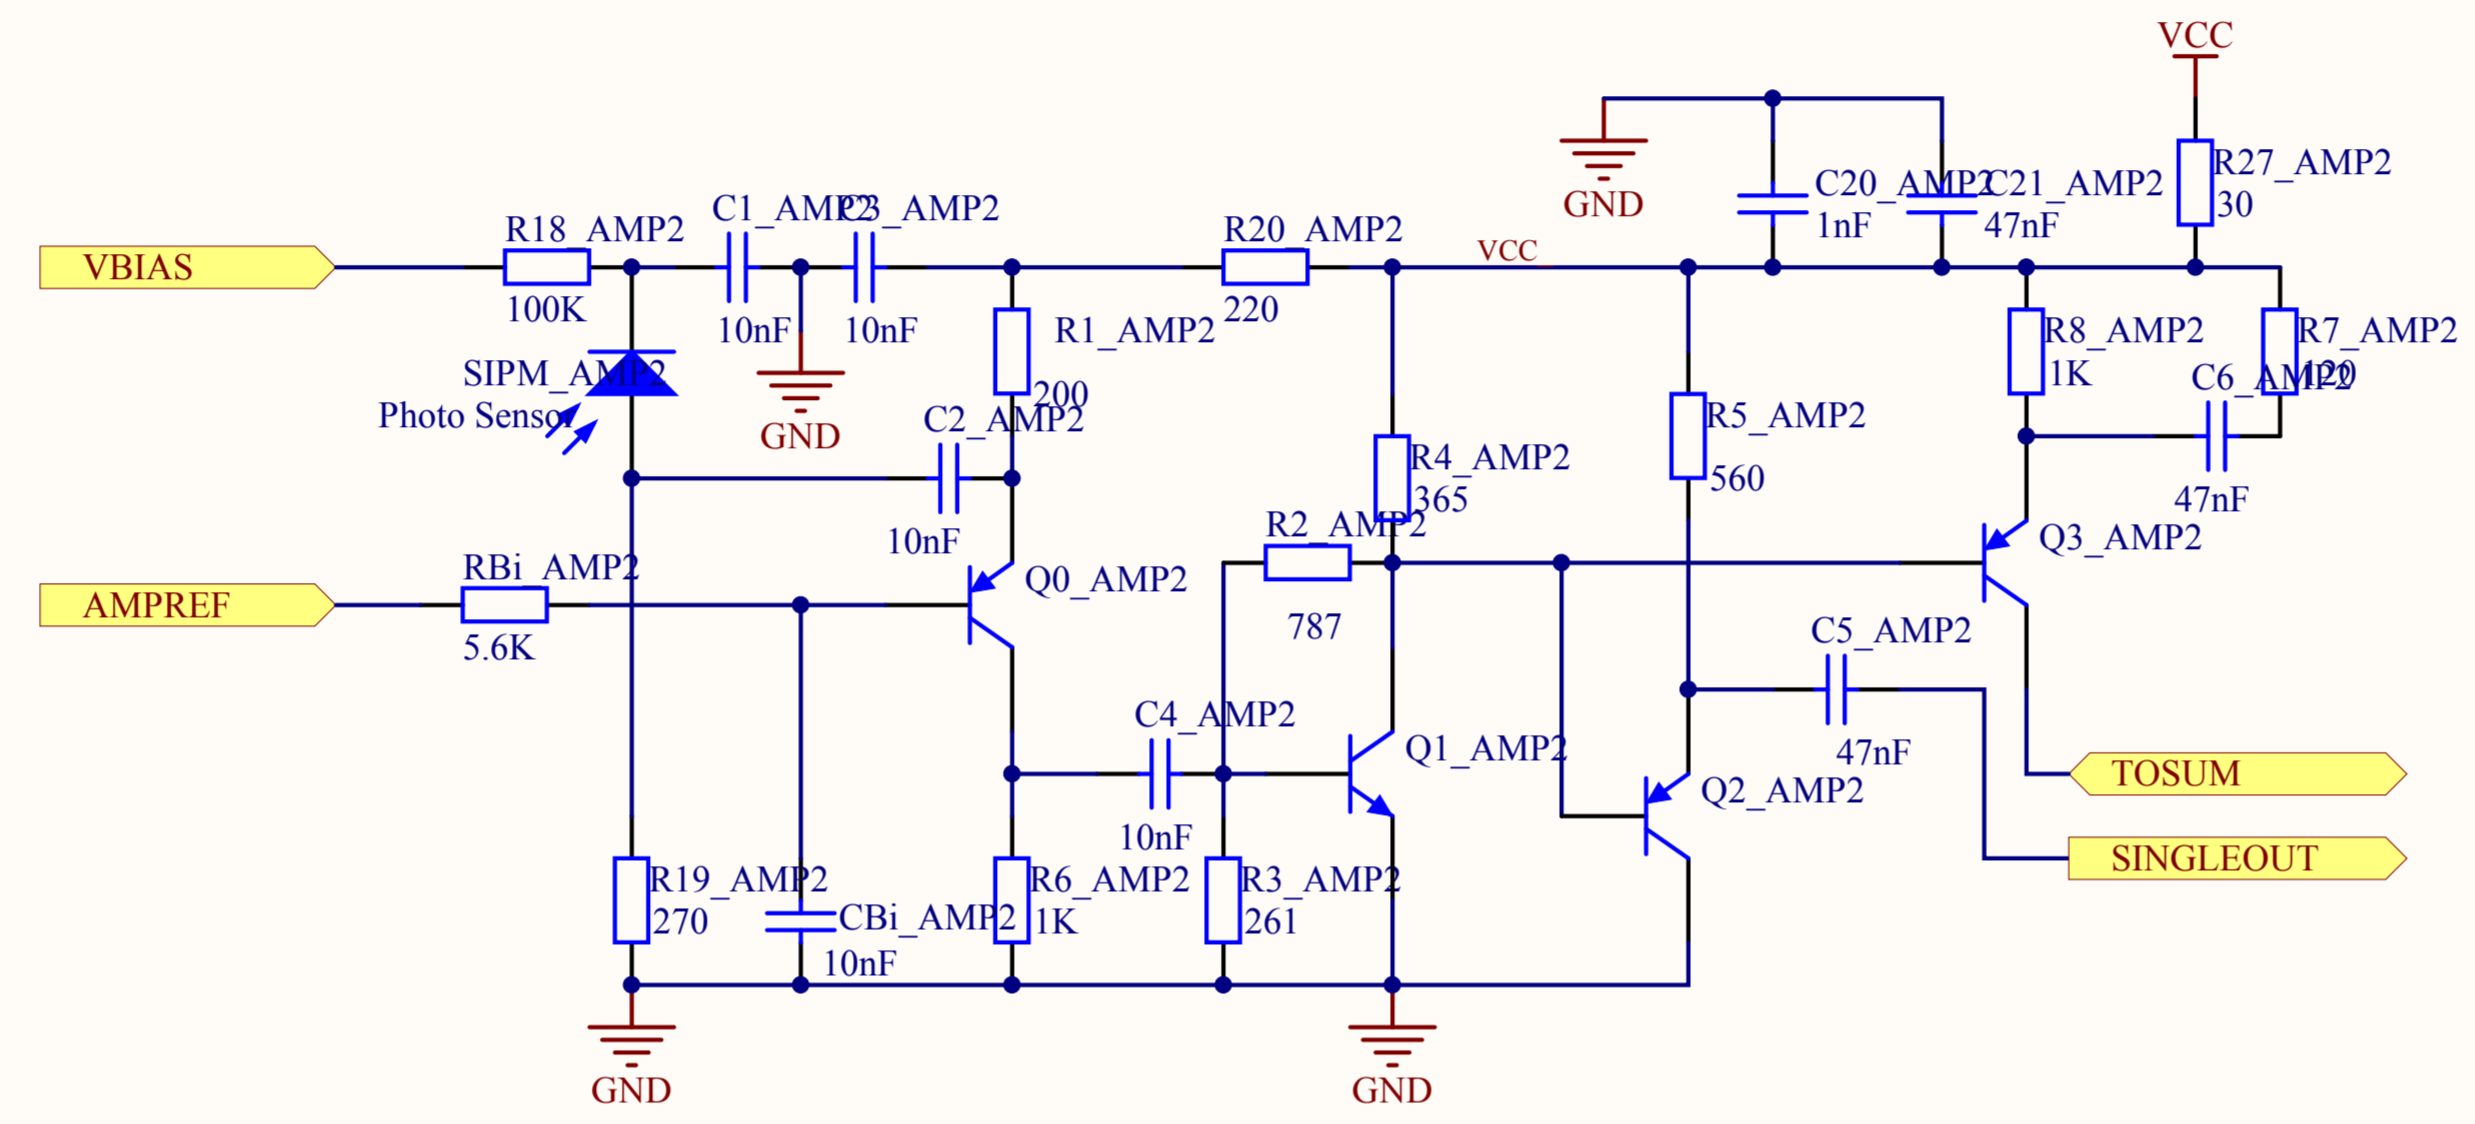 VCC
R27_AMP2
30
C20_AMP2
1nF
C21_AMP2
47nF
GND
VBIAS
R18_AMP2
100K
C1_AMP2
10nF
C3_AMP2
10nF
R20_AMP2
220
VCC
GND
SIPM_AMP2
Photo Sensor
R1_AMP2
200
C2_AMP2
10nF
R4_AMP2
365
R5_AMP2
560
R8_AMP2
1K
R7_AMP2
120
C6_AMP2
47nF
AMPREF
RBi_AMP2
5.6K
Q0_AMP2
R2_AMP2
787
Q3_AMP2
C5_AMP2
47nF
C4_AMP2
10nF
Q1_AMP2
Q2_AMP2
TOSUM
SINGLEOUT
R19_AMP2
270
CBi_AMP2
10nF
R6_AMP2
1K
R3_AMP2
261
GND
GND